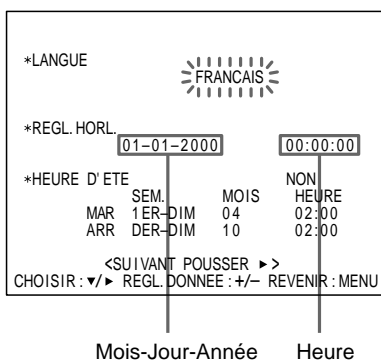 *LANGUE
FRANCAIS
*REGL. HORL.
01-01-2000 00:00:00
*HEURE D'ETE NON
SEM. MOIS HEURE
MAR 1ER-DIM 04 02:00
ARR DER-DIM 10 02:00
<SUIVANT POUSSER ►>
CHOISIR : ▼/► REGL. DONNEE : +/− REVENIR : MENU
Mois-Jour-Année Heure